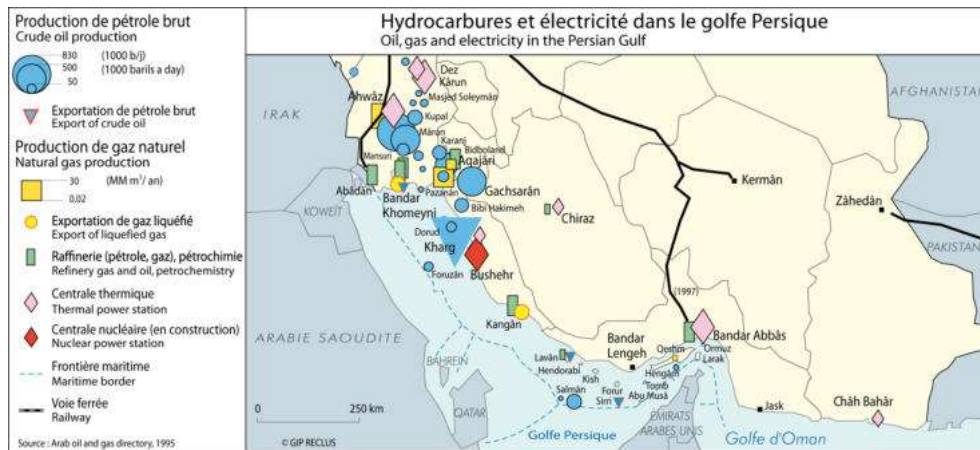 Production de pétrole brut
Crude oil production
830
500
50
(1000 b/j)
(1000 barils a day)
Exportation de pétrole brut
Export of crude oil
Production de gaz naturel
Natural gas production
30
0,02
(MM m³/ an)
Exportation de gaz liquéfié
Export of liquefied gas
Raffinerie (pétrole, gaz), pétrochimie
Refinery gas and oil, petrochemistry
Centrale thermique
Thermal power station
Centrale nucléaire (en construction)
Nuclear power station
Frontière maritime
Maritime border
Voie ferrée
Railway
Source : Arab oil and gas directory, 1995
Hydrocarbures et électricité dans le golfe Persique
Oil, gas and electricity in the Persian Gulf
Dez
Kârun
Masjed Soleymân
Ahwâz
IRAK
AFGHANISTAN
Kupal
Mârun
Karanj
Bidboland
Mansuri
Aqajâri
Abâdân
Pazanân
Gachsarân
Bandar
Khomeyni
Bibi Hakimeh
KOWEÏT
Chiraz
Kermân
Zâhedân
PAKISTAN
Dorud
Kharg
Foruzân
Bushehr
Kangân
(1997)
Bandar Abbâs
ARABIE SAOUDITE
BAHREIN
QATAR
Lavân
Hendorabi
Kish
Bandar
Lengeh
Qeshm
Ormuz
Larak
Hengâm
Tomb
Abu Musâ
Salmân
Forur
Sirri
Jask
Châh Bahâr
EMIRATS
ARABES UNIS
Golfe Persique
Golfe d'Oman
0
250 km
© GIP RECLUS